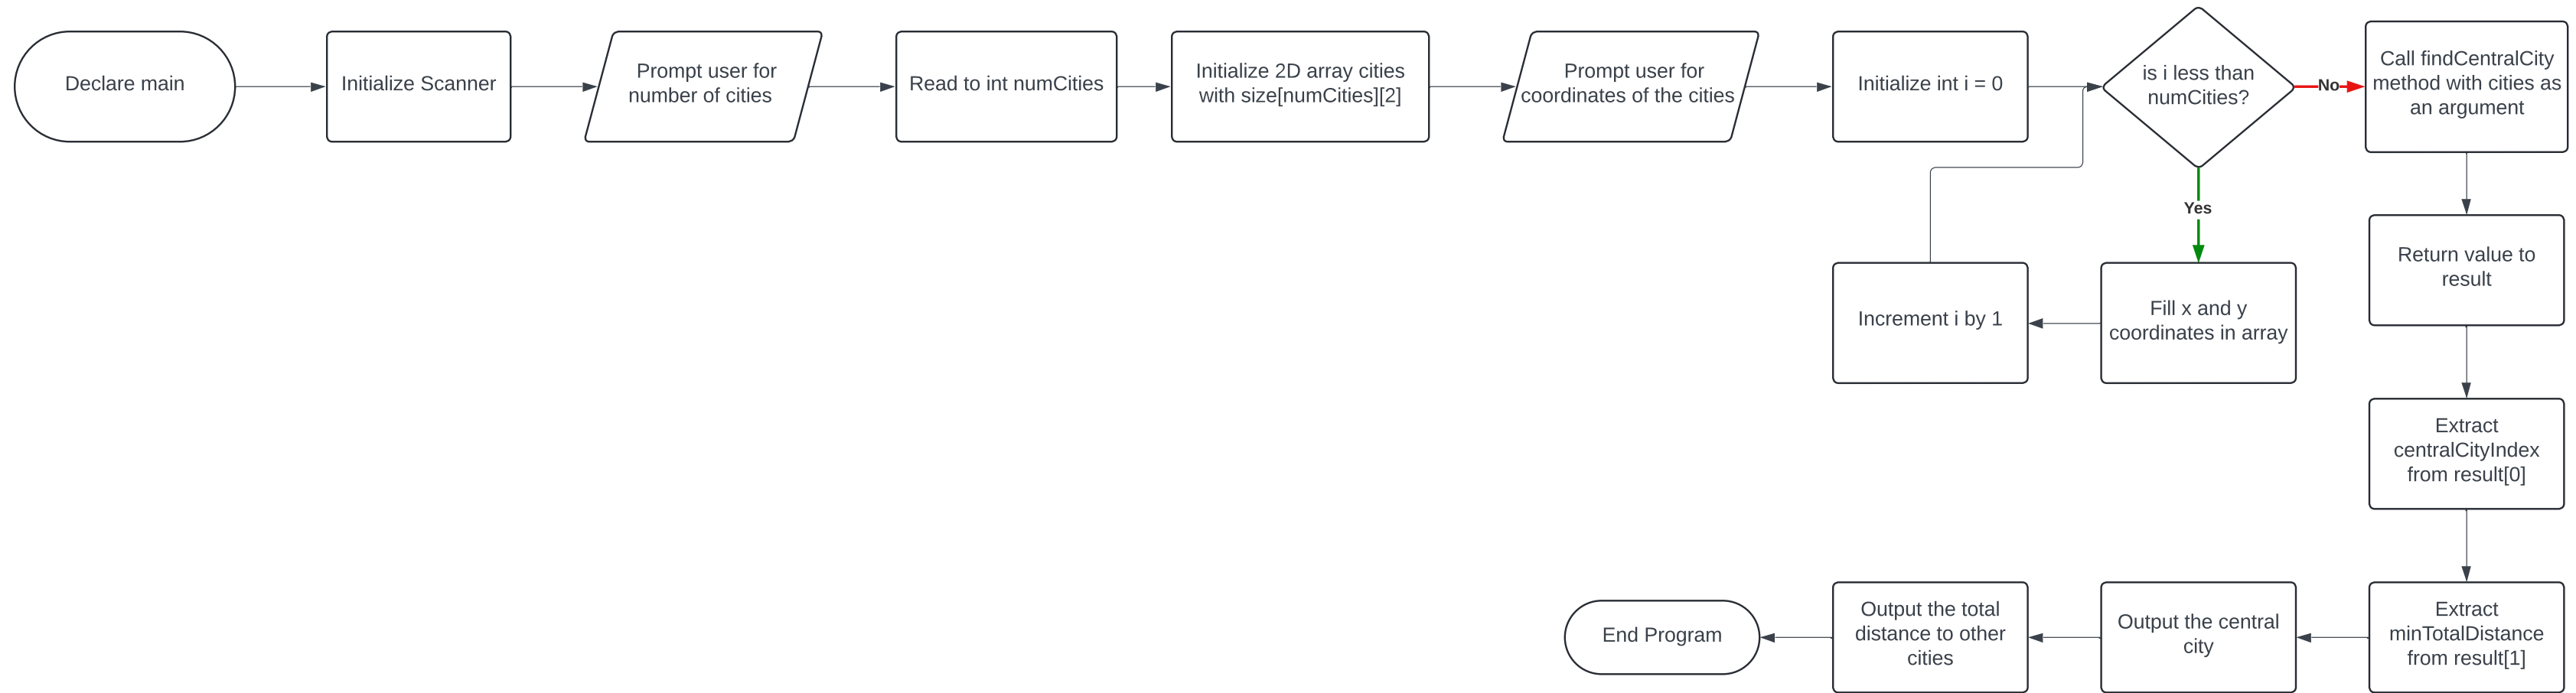 Declare main
Initialize Scanner
Prompt user for
number of cities
Read to int numCities
Initialize 2D array cities
with size[numCities][2]
Prompt user for
coordinates of the cities
Initialize int i = 0
is i less than
numCities?
No
Call findCentralCity
method with cities as
an argument
Yes
Fill x and y
coordinates in array
Increment i by 1
Return value to
result
Extract
centralCityIndex
from result[0]
Extract
minTotalDistance
from result[1]
Output the central
city
Output the total
distance to other
cities
End Program